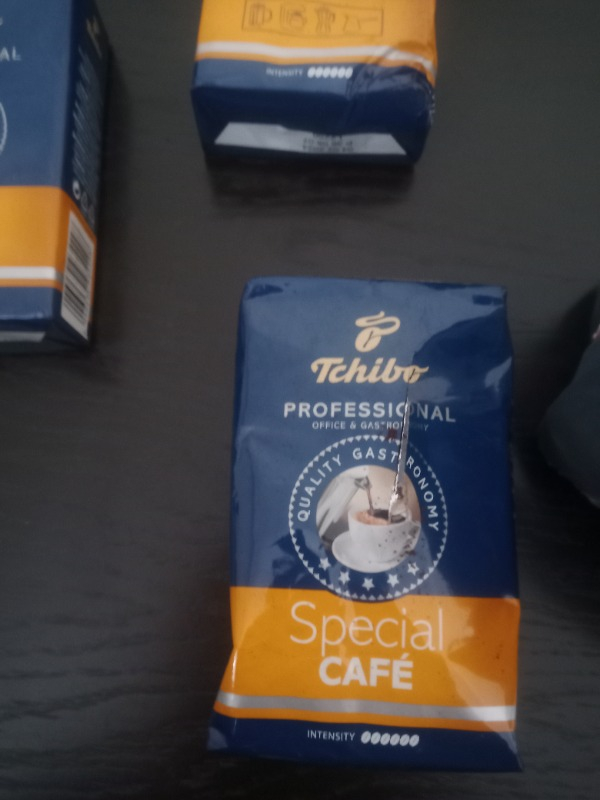 INTENSITY
Tchibo
PROFESSIONAL
OFFICE & GASTRONOMY
QUALITY GASTRONOMY
Special
CAFÉ
INTENSITY